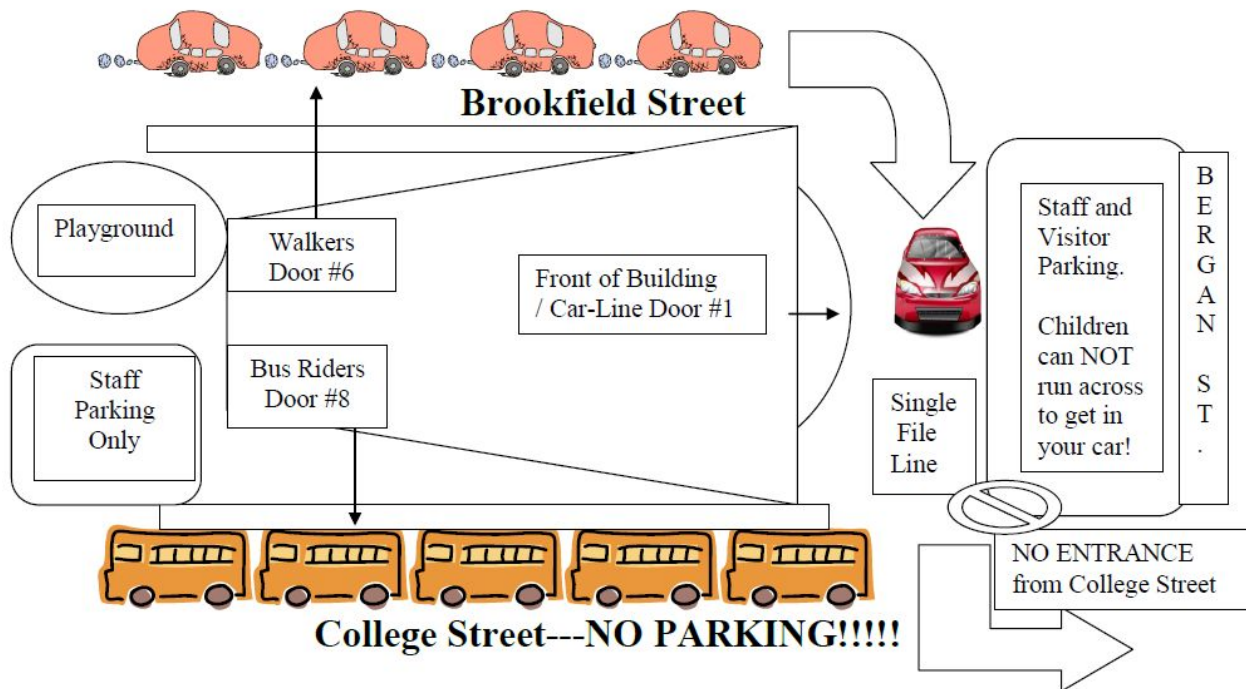 Brookfield Street
Playground
Walkers
Door #6
Front of Building
/ Car-Line Door #1
Staff and
Visitor
Parking.
Children
can NOT
run across
to get in
your car!
BERGAN ST.
Staff
Parking
Only
Bus Riders
Door #8
Single
File
Line
NO ENTRANCE
from College Street
College Street---NO PARKING!!!!!